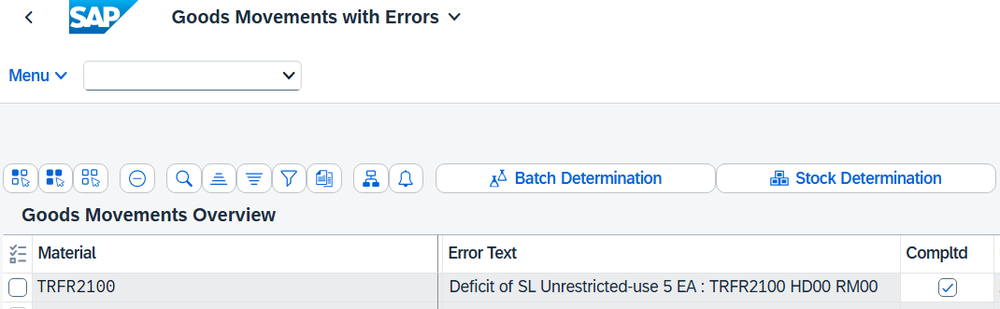 SAP Goods Movements with Errors
Menu
Batch Determination Stock Determination
Goods Movements Overview
Material Error Text Compltd
TRFR2100 Deficit of SL Unrestricted-use 5 EA : TRFR2100 HD00 RM00